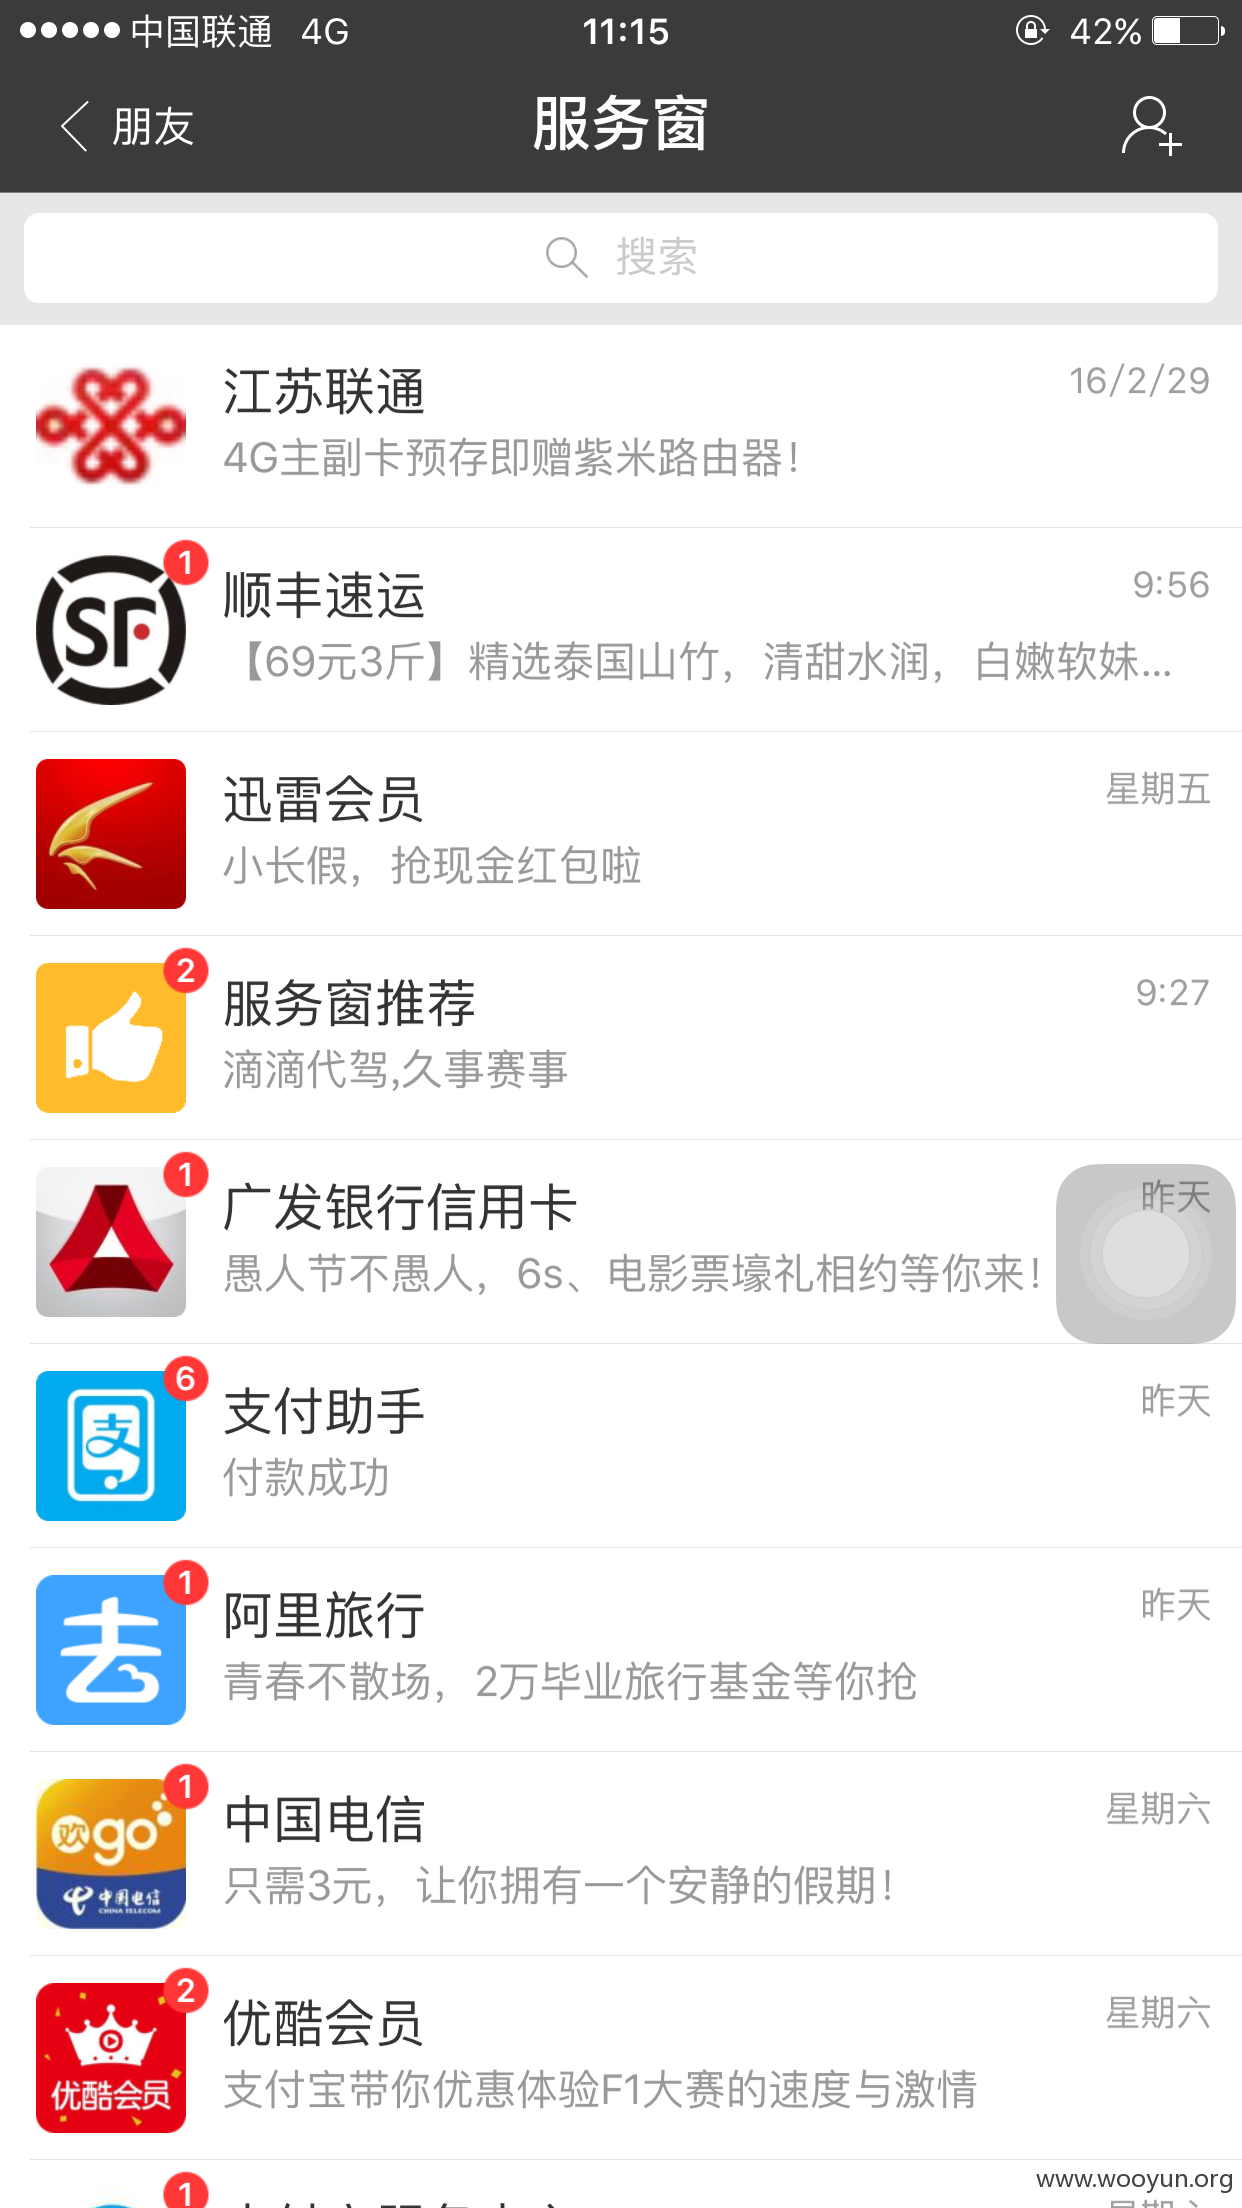 中国联通 4G 11:15 42%
朋友 服务窗
搜索
江苏联通 16/2/29
4G主副卡预存即赠紫米路由器！
SF 1 顺丰速运 9:56
【69元3斤】精选泰国山竹，清甜水润，白嫩软妹...
迅雷会员 星期五
小长假，抢现金红包啦
2 服务窗推荐 9:27
滴滴代驾,久事赛事
1 广发银行信用卡 昨天
愚人节不愚人，6s、电影票壕礼相约等你来！
支 6 支付助手 昨天
付款成功
去 1 阿里旅行 昨天
青春不散场，2万毕业旅行基金等你抢
欢go 1 中国电信 星期六
中国电信
CHINA TELECOM
只需3元，让你拥有一个安静的假期！
2 优酷会员 星期六
优酷会员
支付宝带你优惠体验F1大赛的速度与激情
www.wooyun.org
1